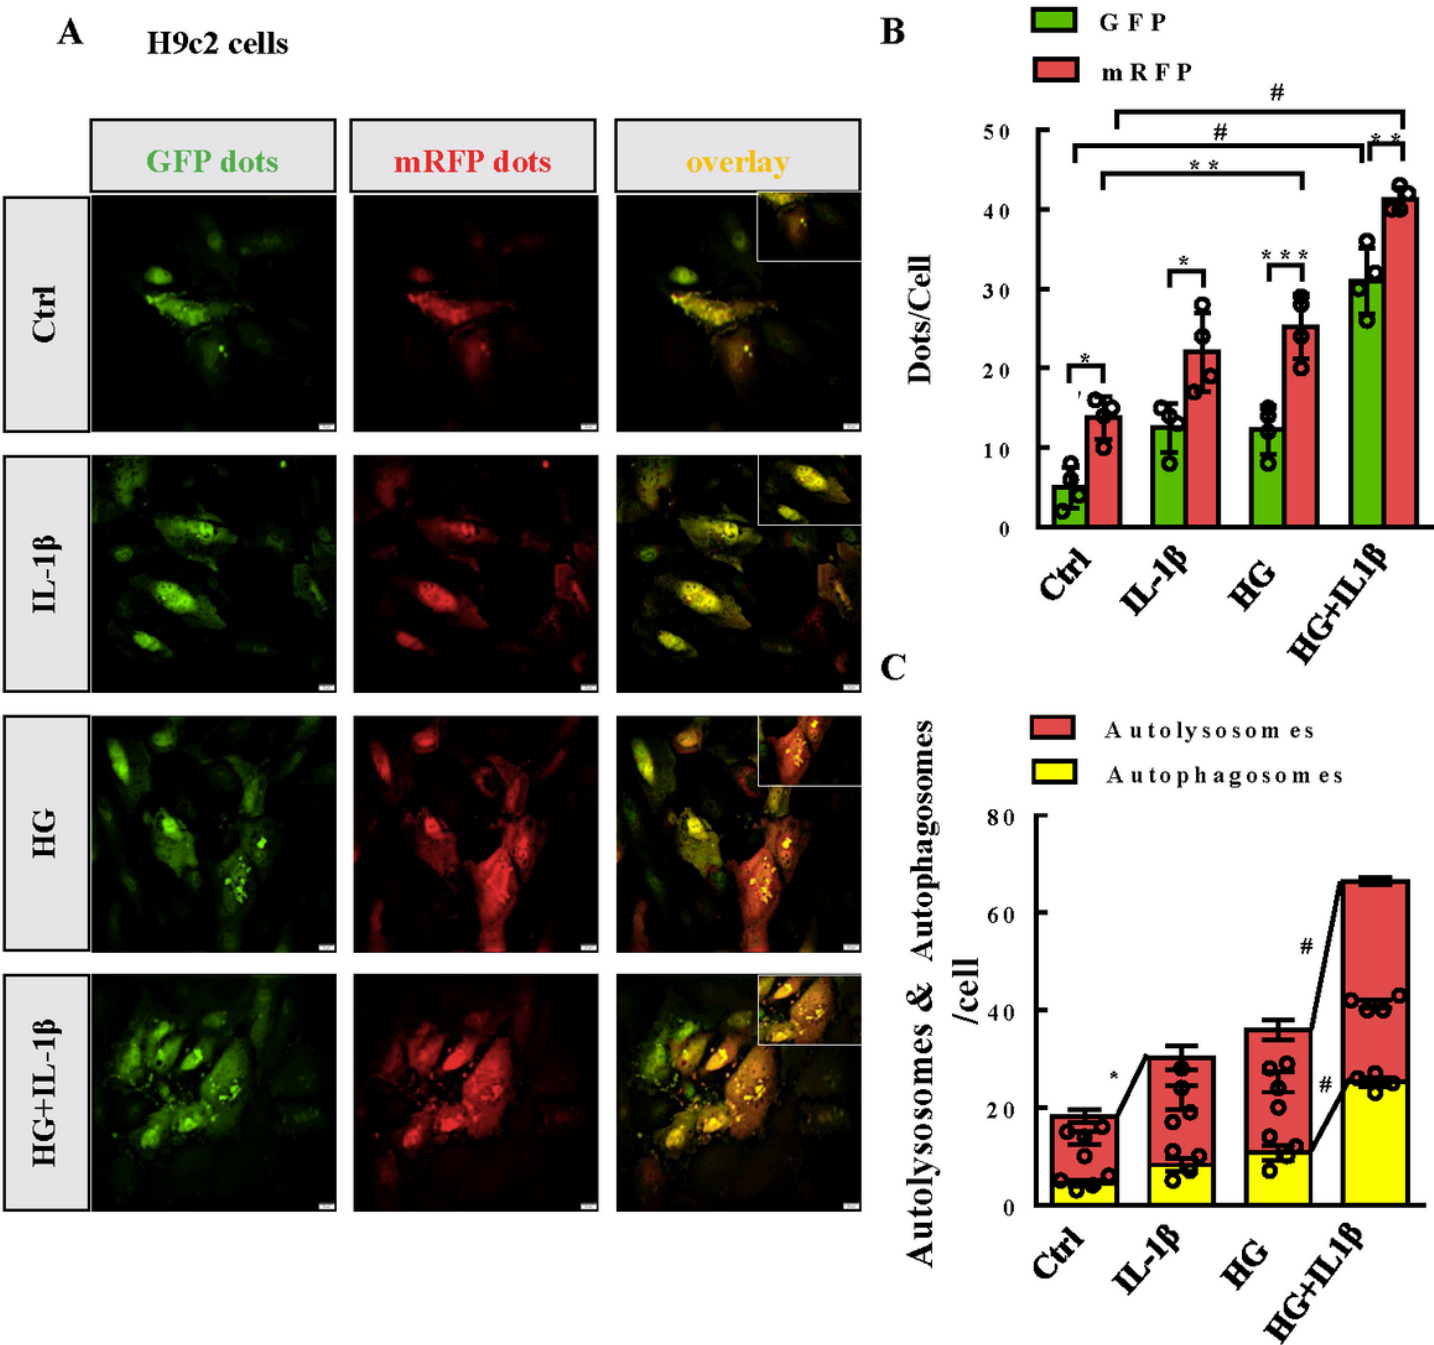 A
H9c2 cells
GFP dots
mRFP dots
overlay
Ctrl
IL-1β
HG
HG+IL-1β
B
GFP
mRFP
#
#
**
**
*
*
***
Dots/Cell
50
40
30
20
10
0
Ctrl
IL-1β
HG
HG+IL1β
C
Autolysosomes
Autophagosomes
Autolysosomes & Autophagosomes
/cell
80
60
40
20
0
*
#
#
Ctrl
IL-1β
HG
HG+IL1β